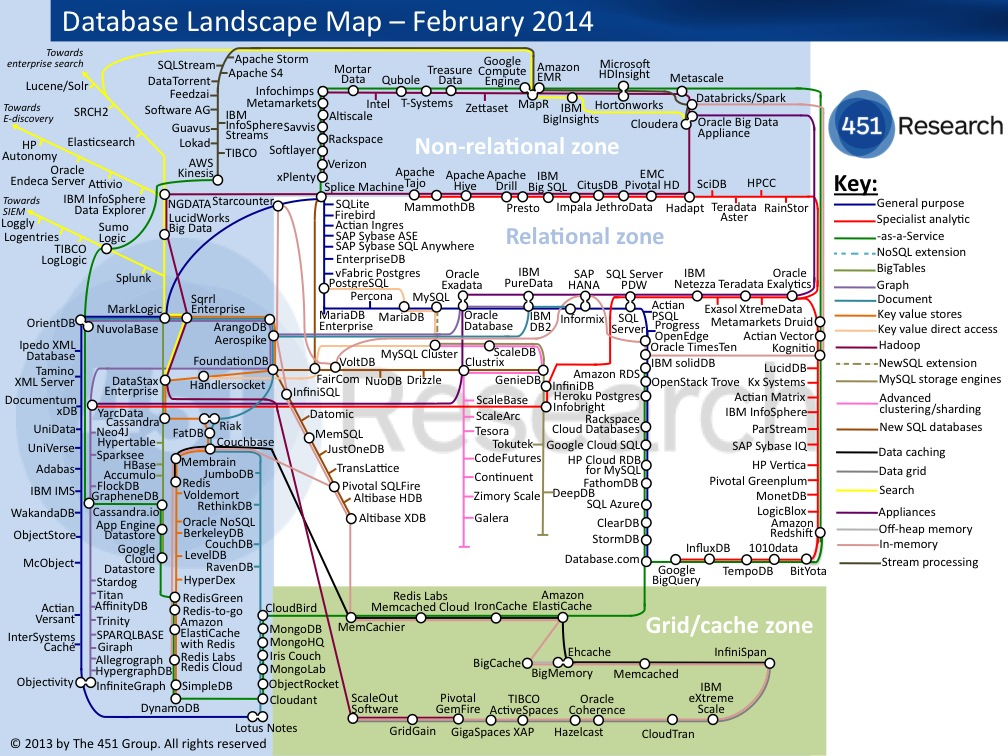 Database Landscape Map – February 2014
Towards
enterprise search
Lucene/Solr
SRCH2
Towards
E-discovery
Elasticsearch
HP
Autonomy
Oracle
Endeca Server
Attivio
IBM InfoSphere
Data Explorer
Towards
SIEM
Loggly
Logentries
Sumo
Logic
TIBCO
LogLogic
Splunk
SQLStream
DataTorrent
Feedzai
Software AG
Guavus
Lokad
AWS
Kinesis
Apache Storm
Apache S4
IBM
InfoSphere
Streams
TIBCO
NGDATA
LucidWorks
Big Data
Starcounter
Infochimps
Metascale
Metamarkets
Altiscale
Savvis
Rackspace
Softlayer
Verizon
xPlenty
Mortar
Data
Intel
Qubole
T-Systems
Treasure
Data
Zettaset
Google
Compute
Engine
Amazon
EMR
MapR
IBM
BigInsights
Microsoft
HDInsight
Hortonworks
Databricks/Spark
Cloudera
Oracle Big Data
Appliance
Non-relational zone
Splice Machine
Apache
Tajo
MammothDB
Apache
Hive
Apache
Drill
Presto
IBM
Big SQL
Impala
CitusDB
JethroData
EMC
Pivotal HD
Hadapt
SciDB
Teradata
Aster
HPCC
RainStor
SQLite
Firebird
Actian Ingres
SAP Sybase ASE
SAP Sybase SQL Anywhere
EnterpriseDB
vFabric Postgres
PostgreSQL
Relational zone
Percona
MariaDB
Enterprise
MariaDB
MySQL
Oracle
Exadata
Oracle
Database
IBM
PureData
IBM
DB2
SAP
HANA
Informix
SQL Server
PDW
SQL
Server
IBM
Netezza
Exasol
Teradata
XtremeData
Oracle
Exalytics
Actian
PSQL
Progress
OpenEdge
Oracle TimesTen
IBM solidDB
OpenStack Trove
Metamarkets Druid
Actian Vector
Kognitio
LucidDB
Kx Systems
Actian Matrix
IBM InfoSphere
ParStream
SAP Sybase IQ
HP Vertica
Pivotal Greenplum
MonetDB
LogicBlox
Amazon
Redshift
MarkLogic
Sqrrl
Enterprise
OrientDB
NuvolaBase
ArangoDB
Aerospike
Ipedo XML
Database
Tamino
XML Server
Documentum
xDB
UniData
UniVerse
Adabas
IBM IMS
WakandaDB
ObjectStore
McObject
Actian
Versant
InterSystems
Caché
Objectivity
FoundationDB
DataStax
Enterprise
Handlersocket
YarcData
Cassandra
Neo4J
Hypertable
Sparksee
HBase
Accumulo
FlockDB
GrapheneDB
Cassandra.io
App Engine
Datastore
Google
Cloud
Datastore
Stardog
Titan
AffinityDB
Trinity
SPARQLBASE
Giraph
Allegrograph
HypergraphDB
InfiniteGraph
FatDB
Riak
Couchbase
Membrain
JumboDB
Redis
Voldemort
RethinkDB
Oracle NoSQL
BerkeleyDB
CouchDB
LevelDB
RavenDB
HyperDex
RedisGreen
Redis-to-go
Amazon
ElastiCache
with Redis
Redis Labs
Redis Cloud
SimpleDB
DynamoDB
CloudBird
MongoDB
MongoHQ
Iris Couch
MongoLab
ObjectRocket
Cloudant
Lotus Notes
MySQL Cluster
ScaleDB
VoltDB
FairCom
NuoDB
Drizzle
Clustrix
GenieDB
InfiniSQL
Datomic
MemSQL
JustOneDB
TransLattice
Pivotal SQLFire
Altibase HDB
Altibase XDB
ScaleBase
ScaleArc
Tesora
Tokutek
CodeFutures
Continuent
Zimory Scale
DeepDB
Galera
Amazon RDS
InfiniDB
Heroku Postgres
Infobright
Rackspace
Cloud Databases
Google Cloud SQL
HP Cloud RDB
for MySQL
FathomDB
SQL Azure
ClearDB
StormDB
Database.com
Google
BigQuery
InfluxDB
TempoDB
1010data
BitYota
Redis Labs
Memcached Cloud
MemCachier
IronCache
Amazon
ElastiCache
Grid/cache zone
BigCache
Ehcache
BigMemory
Memcached
InfiniSpan
ScaleOut
Software
GridGain
Pivotal
GemFire
GigaSpaces XAP
TIBCO
ActiveSpaces
Oracle
Coherence
Hazelcast
CloudTran
IBM
eXtreme
Scale
Research
451 Research
Key:
General purpose
Specialist analytic
-as-a-Service
NoSQL extension
BigTables
Graph
Document
Key value stores
Key value direct access
Hadoop
NewSQL extension
MySQL storage engines
Advanced
clustering/sharding
New SQL databases
Data caching
Data grid
Search
Appliances
Off-heap memory
In-memory
Stream processing
© 2013 by The 451 Group. All rights reserved